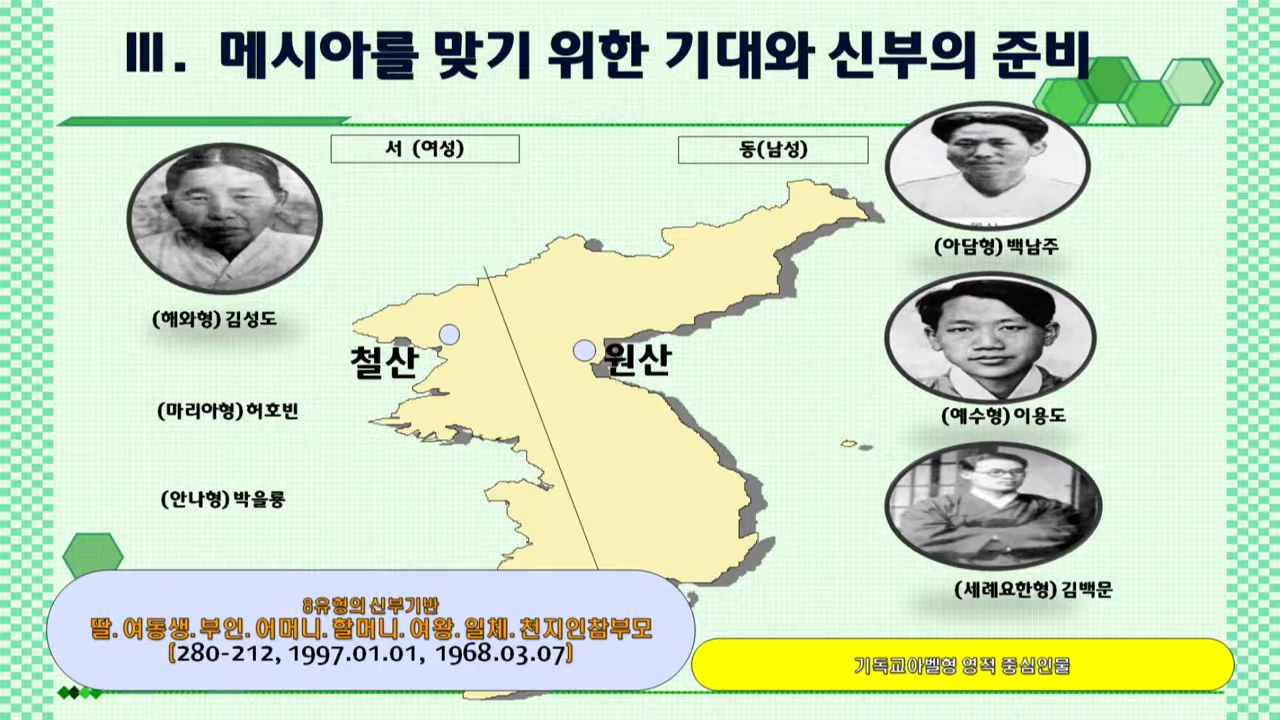 III. 메시아를 맞기 위한 기대와 신부의 준비
서 (여성)
동(남성)
(해와형) 김성도
(마리아형) 허호빈
(안나형) 박을룡
철산
원산
(아담형) 백남주
(예수형) 이용도
(세례요한형) 김백문
8유형의 신부기반
딸. 여동생. 부인. 어머니. 할머니. 여왕. 일체. 천지인참부모
(280-212, 1997.01.01, 1968.03.07)
기독교아벨형 영적 중심인물